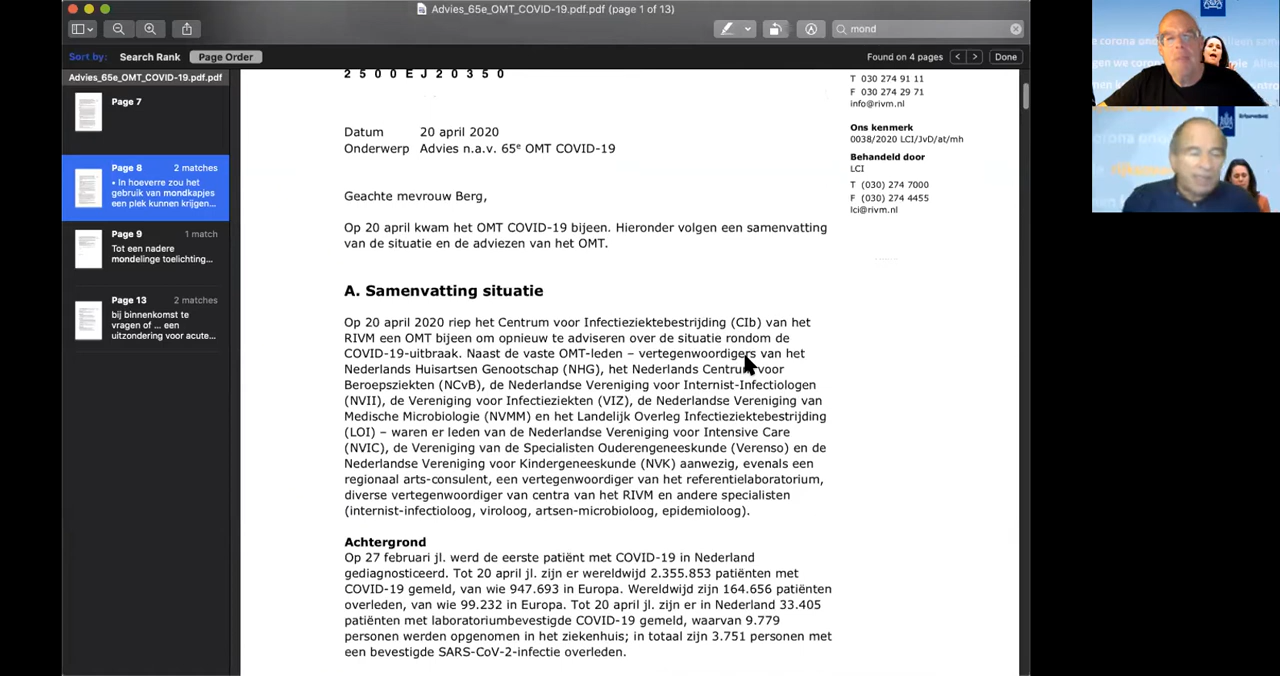 Advies_65e_OMT_COVID-19.pdf.pdf (page 1 of 13)
mond
Sort by: Search Rank Page Order
Found on 4 pages
Done
Advies_65e_OMT_COVID-19.pdf.pdf
Page 7
Page 8 2 matches
• In hoeverre zou het
gebruik van mondkapjes
een plek kunnen krijgen...
Page 9 1 match
Tot een nadere
mondelinge toelichting...
Page 13 2 matches
bij binnenkomst te
vragen of ... een
uitzondering voor acute...
2500EJ20350
Datum 20 april 2020
Onderwerp Advies n.a.v. 65e OMT COVID-19
Geachte mevrouw Berg,
Op 20 april kwam het OMT COVID-19 bijeen. Hieronder volgen een samenvatting
van de situatie en de adviezen van het OMT.
A. Samenvatting situatie
Op 20 april 2020 riep het Centrum voor Infectieziektebestrijding (CIb) van het
RIVM een OMT bijeen om opnieuw te adviseren over de situatie rondom de
COVID-19-uitbraak. Naast de vaste OMT-leden – vertegenwoordigers van het
Nederlands Huisartsen Genootschap (NHG), het Nederlands Centrum voor
Beroepsziekten (NCvB), de Nederlandse Vereniging voor Internist-Infectiologen
(NVII), de Vereniging voor Infectieziekten (VIZ), de Nederlandse Vereniging van
Medische Microbiologie (NVMM) en het Landelijk Overleg Infectieziektebestrijding
(LOI) – waren er leden van de Nederlandse Vereniging voor Intensive Care
(NVIC), de Vereniging van de Specialisten Ouderengeneeskunde (Verenso) en de
Nederlandse Vereniging voor Kindergeneeskunde (NVK) aanwezig, evenals een
regionaal arts-consulent, een vertegenwoordiger van het referentielaboratorium,
diverse vertegenwoordiger van centra van het RIVM en andere specialisten
(internist-infectioloog, viroloog, artsen-microbioloog, epidemioloog).
Achtergrond
Op 27 februari jl. werd de eerste patiënt met COVID-19 in Nederland
gediagnosticeerd. Tot 20 april jl. zijn er wereldwijd 2.355.853 patiënten met
COVID-19 gemeld, van wie 947.693 in Europa. Wereldwijd zijn 164.656 patiënten
overleden, van wie 99.232 in Europa. Tot 20 april jl. zijn er in Nederland 33.405
patiënten met laboratoriumbevestigde COVID-19 gemeld, waarvan 9.779
personen werden opgenomen in het ziekenhuis; in totaal zijn 3.751 personen met
een bevestigde SARS-CoV-2-infectie overleden.
T 030 274 91 11
F 030 274 29 71
info@rivm.nl
Ons kenmerk
0038/2020 LCI/JvD/at/mh
Behandeld door
LCI
T (030) 274 7000
F (030) 274 4455
lci@rivm.nl